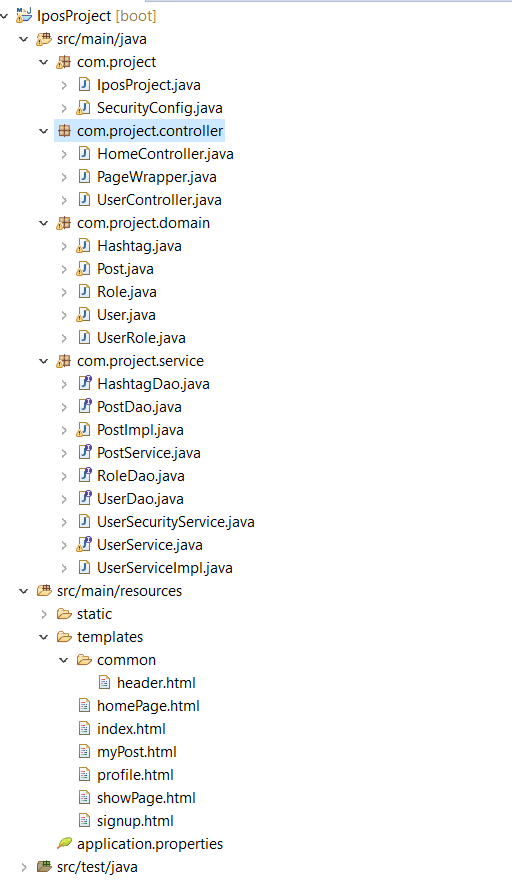 IposProject [boot]
src/main/java
com.project
IposProject.java
SecurityConfig.java
com.project.controller
HomeController.java
PageWrapper.java
UserController.java
com.project.domain
Hashtag.java
Post.java
Role.java
User.java
UserRole.java
com.project.service
HashtagDao.java
PostDao.java
PostImpl.java
PostService.java
RoleDao.java
UserDao.java
UserSecurityService.java
UserService.java
UserServiceImpl.java
src/main/resources
static
templates
common
header.html
homePage.html
index.html
myPost.html
profile.html
showPage.html
signup.html
application.properties
src/test/java